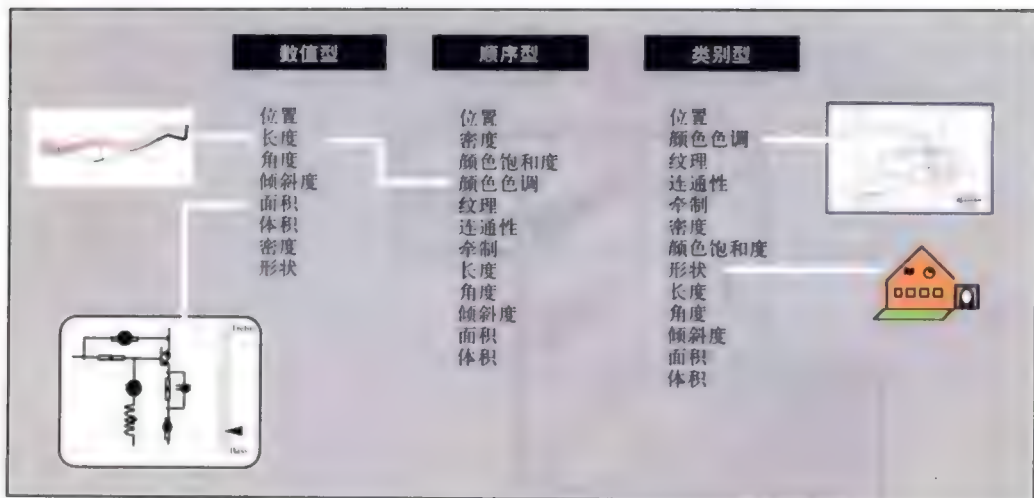 数值型
位置
长度
角度
倾斜度
面积
体积
密度
形状
顺序型
位置
密度
颜色饱和度
颜色色调
纹理
连通性
牵制
长度
角度
倾斜度
面积
体积
类别型
位置
颜色色调
纹理
连通性
牵制
密度
颜色饱和度
形状
长度
角度
倾斜度
面积
体积